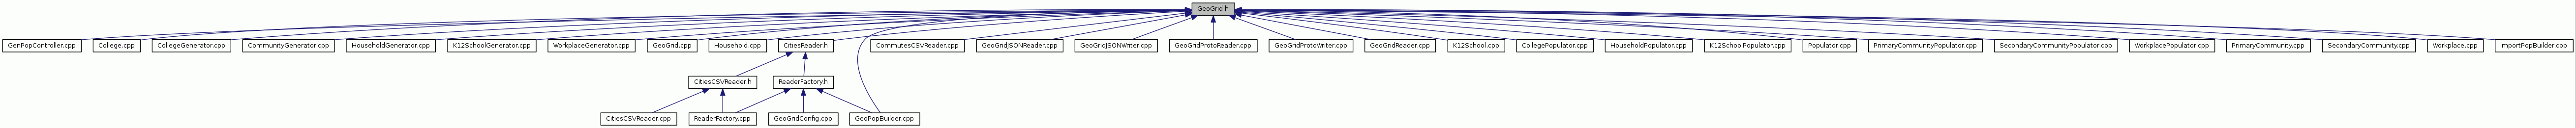 GeoGrid.h
GenPopController.cpp
College.cpp
CollegeGenerator.cpp
CommunityGenerator.cpp
HouseholdGenerator.cpp
K12SchoolGenerator.cpp
WorkplaceGenerator.cpp
GeoGrid.cpp
Household.cpp
CitiesReader.h
CommutesCSVReader.cpp
GeoGridJSONReader.cpp
GeoGridJSONWriter.cpp
GeoGridProtoReader.cpp
GeoGridProtoWriter.cpp
GeoGridReader.cpp
K12School.cpp
CollegePopulator.cpp
HouseholdPopulator.cpp
K12SchoolPopulator.cpp
Populator.cpp
PrimaryCommunityPopulator.cpp
SecondaryCommunityPopulator.cpp
WorkplacePopulator.cpp
PrimaryCommunity.cpp
SecondaryCommunity.cpp
Workplace.cpp
ImportPopBuilder.cpp
CitiesCSVReader.h
ReaderFactory.h
CitiesCSVReader.cpp
ReaderFactory.cpp
GeoGridConfig.cpp
GeoPopBuilder.cpp